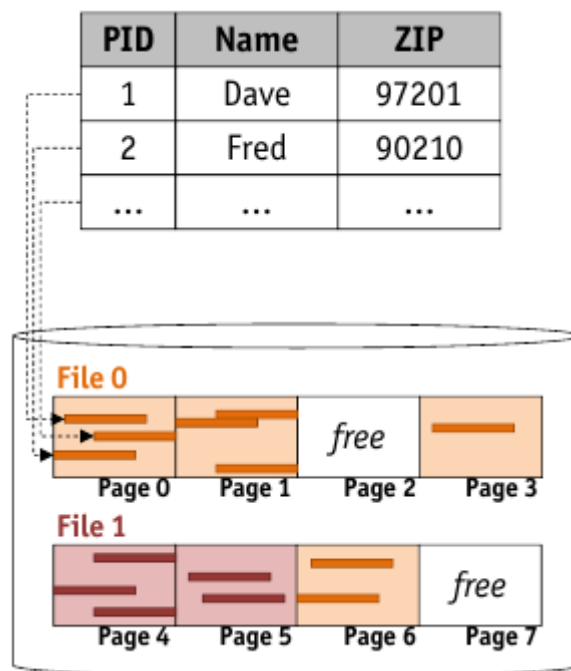 PID Name ZIP
1 Dave 97201
2 Fred 90210
... ... ...
File 0
free
Page 0 Page 1 Page 2 Page 3
File 1
free
Page 4 Page 5 Page 6 Page 7